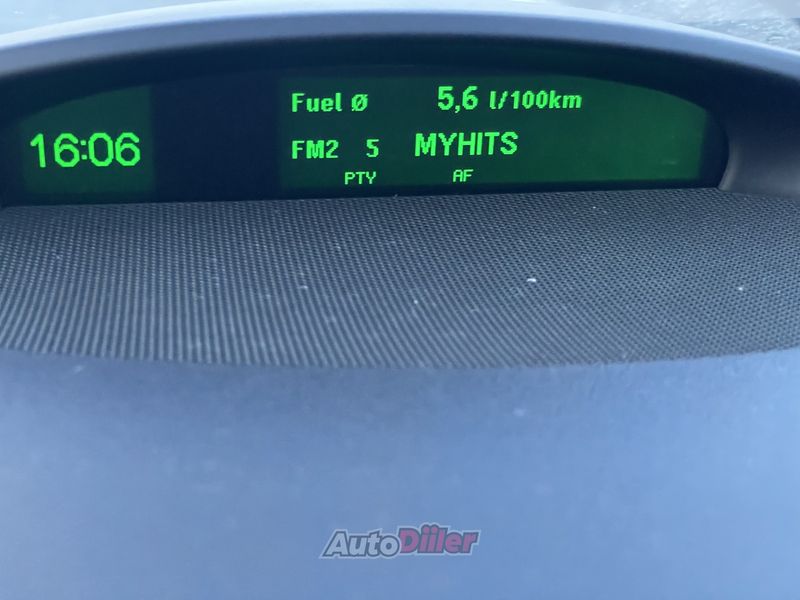 16:06
Fuel ø 5,6 l/100km
FM2 5 MYHITS
PTY AF
AutoDiiler